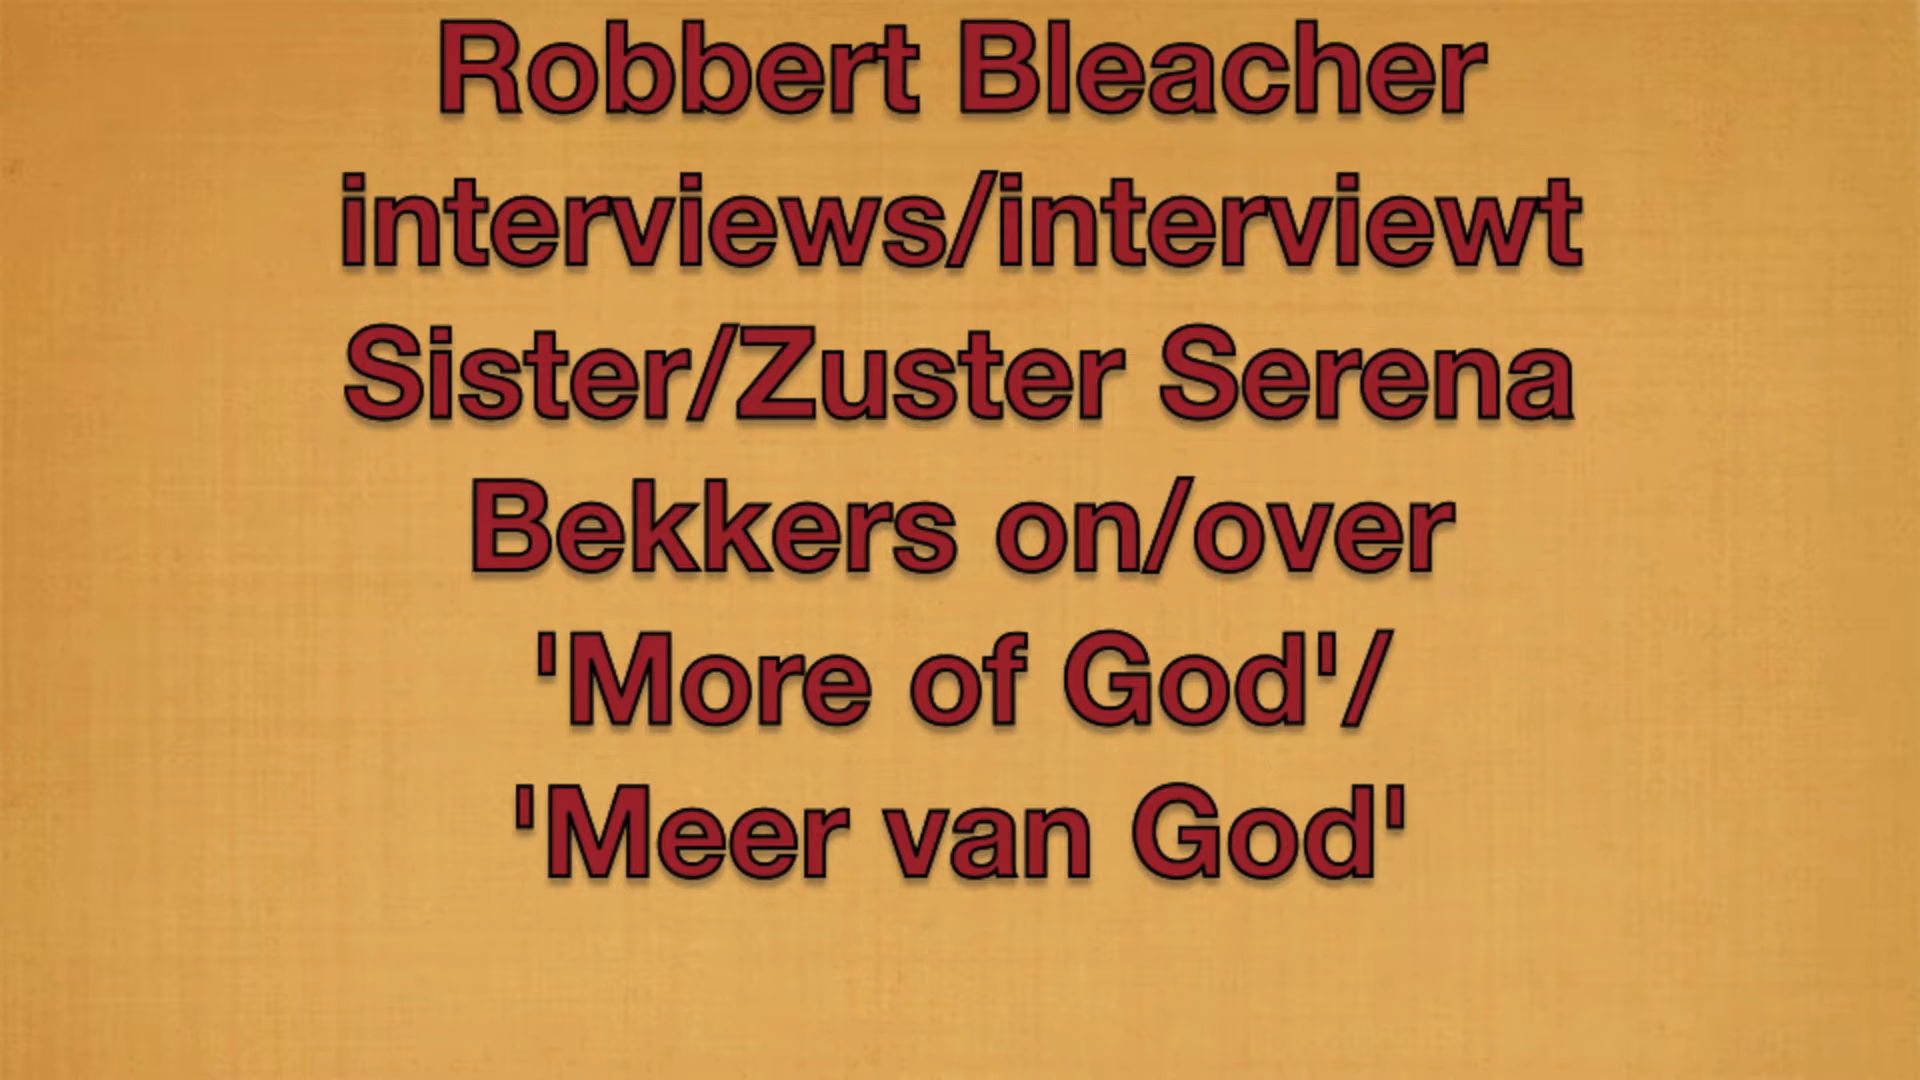 Robbert Bleacher
interviews/interviewt
Sister/Zuster Serena
Bekkers on/over
'More of God'/
'Meer van God'